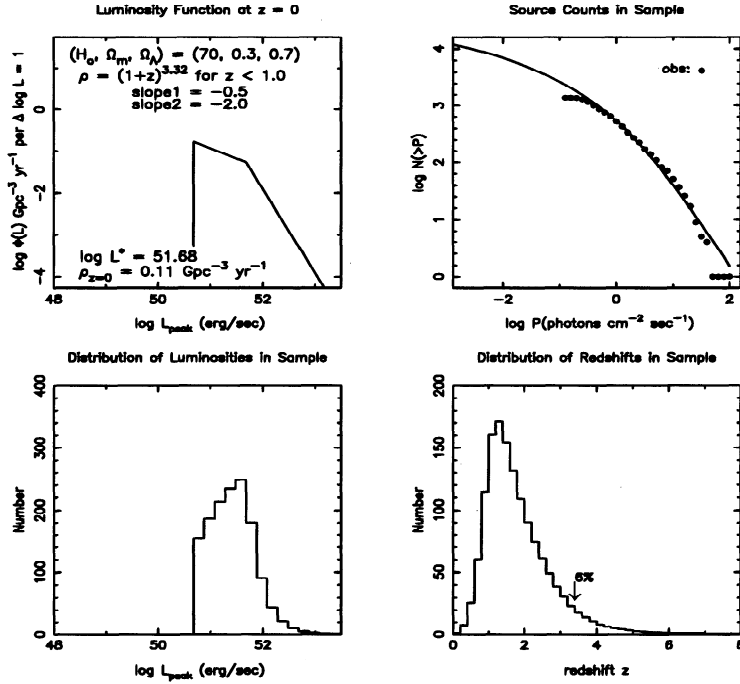 Luminosity Function at z = 0
log ϕ(L) Gpc⁻³ yr⁻¹ per Δ log L = 1
0
−2
−4
(H₀, Ωₘ, Ω_Λ) = (70, 0.3, 0.7)
ρ = (1+z)³·³² for z < 1.0
slope1 = −0.5
slope2 = −2.0
log L* = 51.68
ρ_z=0 = 0.11 Gpc⁻³ yr⁻¹
48 50 52
log L_peak (erg/sec)
Source Counts in Sample
log N(>P)
4
3
2
1
0
obs:
−2 0 2
log P(photons cm⁻² sec⁻¹)
Distribution of Luminosities in Sample
Number
400
300
200
100
0
48 50 52
log L_peak (erg/sec)
Distribution of Redshifts in Sample
Number
200
150
100
50
0
6%
0 2 4 6 8
redshift z